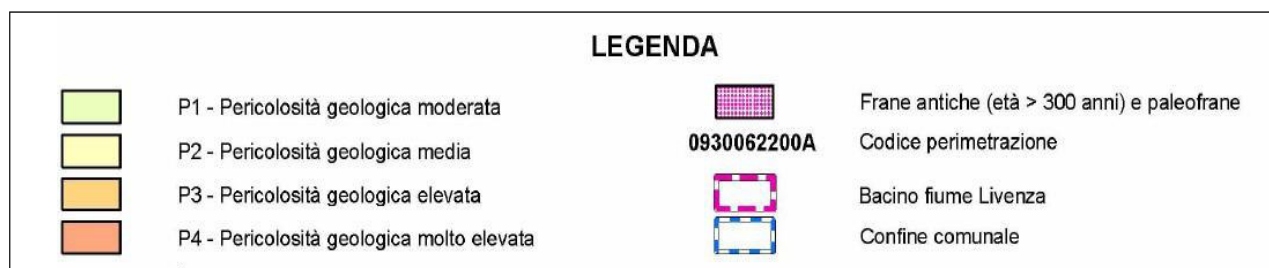 LEGENDA
P1 - Pericolosità geologica moderata
P2 - Pericolosità geologica media
P3 - Pericolosità geologica elevata
P4 - Pericolosità geologica molto elevata
Frane antiche (età > 300 anni) e paleofrane
0930062200A Codice perimetrazione
Bacino fiume Livenza
Confine comunale